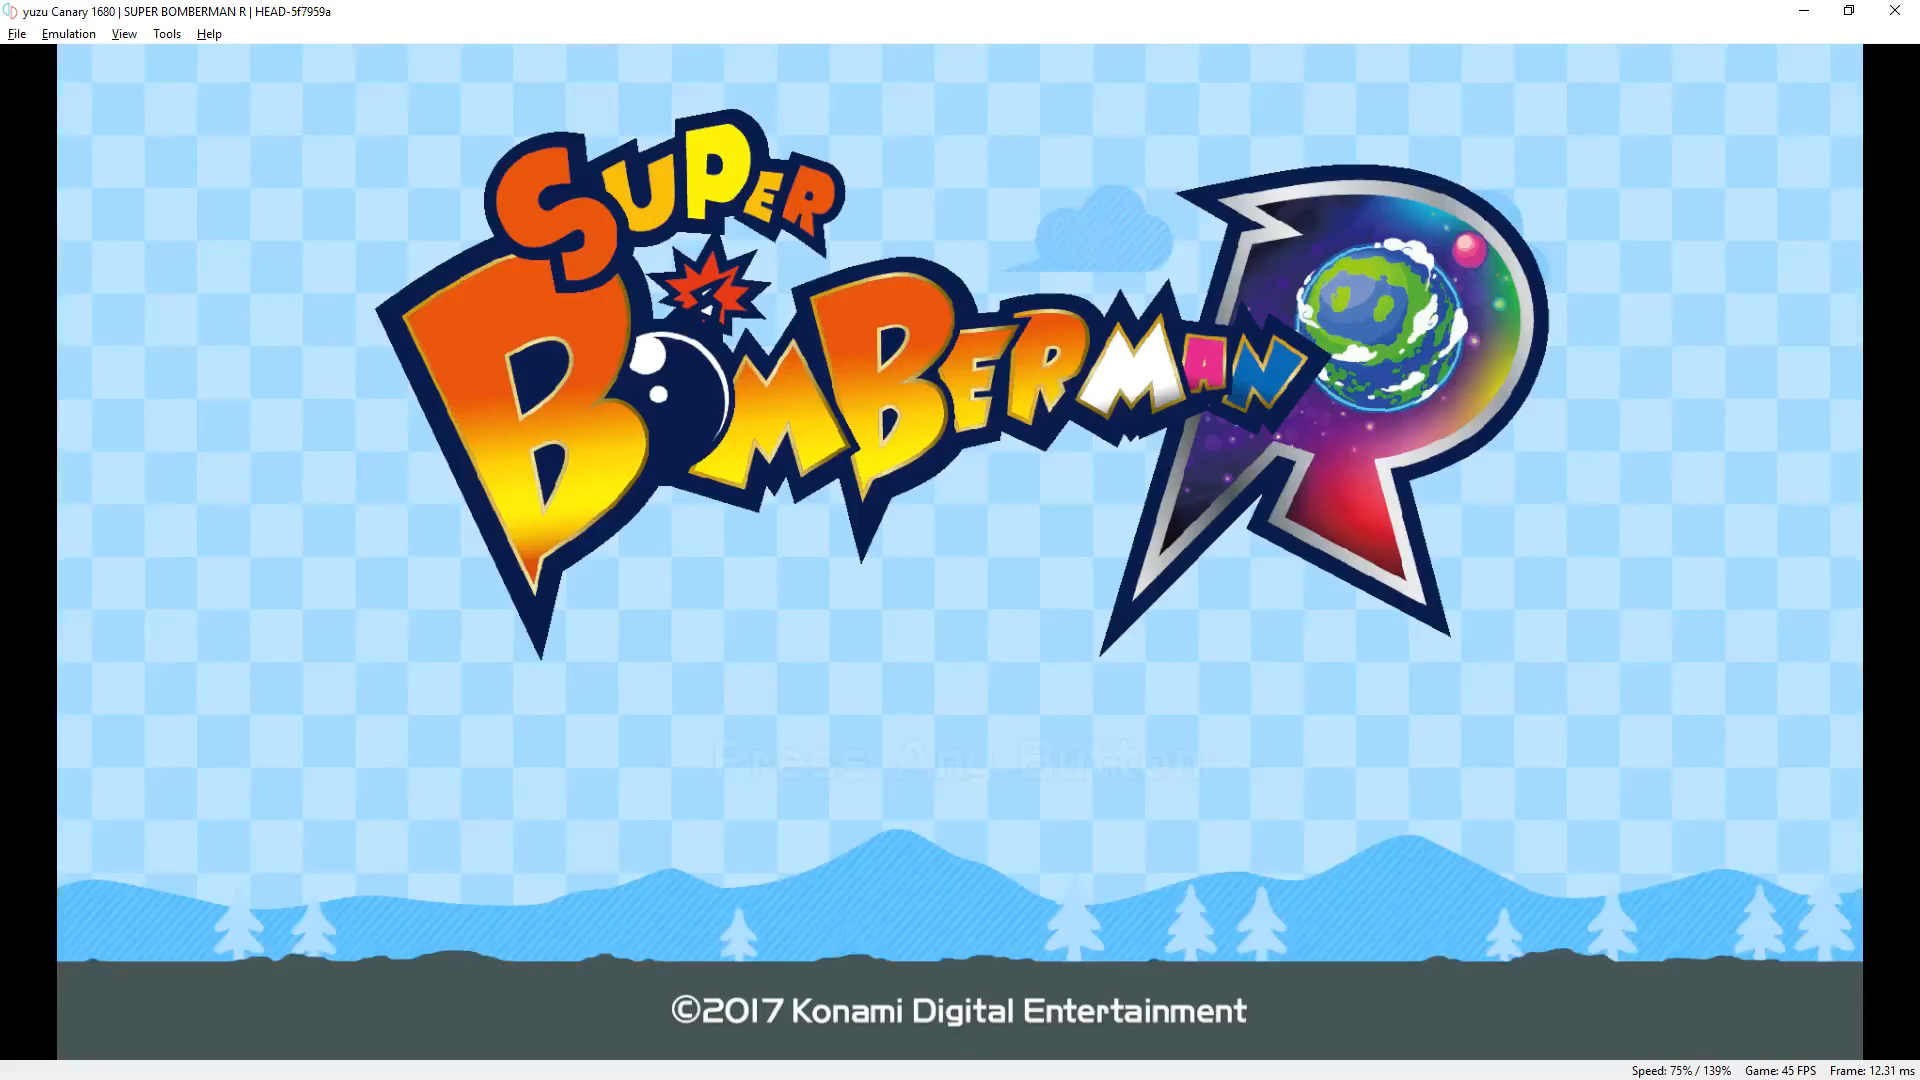 yuzu Canary 1680 | SUPER BOMBERMAN R | HEAD-5f7959a
File Emulation View Tools Help
SUPER
BOMBERMAN R
Press Any Button
©2017 Konami Digital Entertainment
Speed: 75% / 139% Game: 45 FPS Frame: 12.31 ms